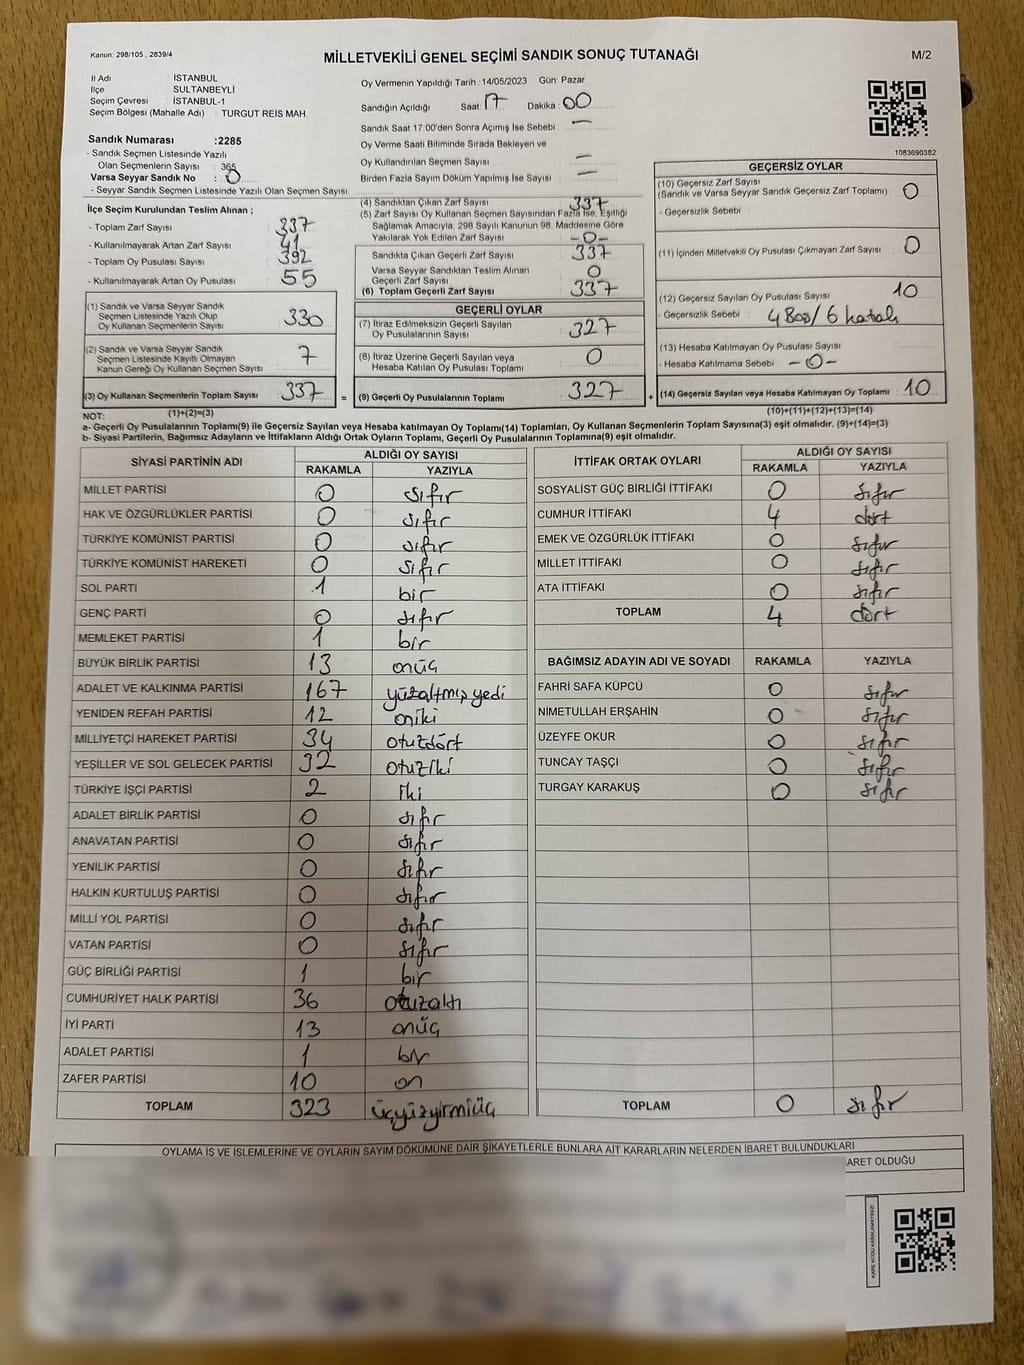 Kanun: 298/105 , 2839/4
MİLLETVEKİLİ GENEL SEÇİMİ SANDIK SONUÇ TUTANAĞI
M/2
İl Adı : İSTANBUL
İlçe : SULTANBEYLİ
Seçim Çevresi : İSTANBUL-1
Seçim Bölgesi (Mahalle Adı) : TURGUT REİS MAH.
Sandık Numarası :2285
- Sandık Seçmen Listesinde Yazılı
Olan Seçmenlerin Sayısı : 365
Varsa Seyyar Sandık No : 0
- Seyyar Sandık Seçmen Listesinde Yazılı Olan Seçmen Sayısı :
Oy Vermenin Yapıldığı Tarih : 14/05/2023 Gün: Pazar
Sandığın Açıldığı Saat: 17 Dakika : 00
Sandık Saat 17:00'den Sonra Açımış İse Sebebi : —
Oy Verme Saati Bitiminde Sırada Bekleyen ve
Oy Kullandırılan Seçmen Sayısı : —
Birden Fazla Sayım Döküm Yapılmış İse Sayısı : —
1083690382
İlçe Seçim Kurulundan Teslim Alınan ;
- Toplam Zarf Sayısı : 337
- Kullanılmayarak Artan Zarf Sayısı : 41
- Toplam Oy Pusulası Sayısı : 392
- Kullanılmayarak Artan Oy Pusulası : 55
(4) Sandıktan Çıkan Zarf Sayısı : 337
(5) Zarf Sayısı Oy Kullanan Seçmen Sayısından Fazla İse, Eşitliği
Sağlamak Amacıyla, 298 Sayılı Kanunun 98. Maddesine Göre
Yakılarak Yok Edilen Zarf Sayısı : -0-
Sandıkta Çıkan Geçerli Zarf Sayısı : 337
Varsa Seyyar Sandıktan Teslim Alınan
Geçerli Zarf Sayısı : 0
(6) Toplam Geçerli Zarf Sayısı : 337
GEÇERSİZ OYLAR
(10) Geçersiz Zarf Sayısı
(Sandık ve Varsa Seyyar Sandık Geçersiz Zarf Toplamı) : 0
- Geçersizlik Sebebi :
(11) İçinden Milletvekili Oy Pusulası Çıkmayan Zarf Sayısı : 0
(12) Geçersiz Sayılan Oy Pusulası Sayısı : 10
- Geçersizlik Sebebi : 4 Boş/6 hatalı
(13) Hesaba Katılmayan Oy Pusulası Sayısı :
- Hesaba Katılmama Sebebi : -0-
(14) Geçersiz Sayılan veya Hesaba Katılmayan Oy Toplamı : 10
(1) Sandık ve Varsa Seyyar Sandık
Seçmen Listesinde Yazılı Olup
Oy Kullanan Seçmenlerin Sayısı : 330
(2) Sandık ve Varsa Seyyar Sandık
Seçmen Listesinde Kayıtlı Olmayan
Kanun Gereği Oy Kullanan Seçmen Sayısı : 7
(3) Oy Kullanan Seçmenlerin Toplam Sayısı : 337 =
GEÇERLİ OYLAR
(7) İtiraz Edilmeksizin Geçerli Sayılan
Oy Pusulalarının Sayısı : 327
(8) İtiraz Üzerine Geçerli Sayılan veya
Hesaba Katılan Oy Pusulası Toplamı : 0
(9) Geçerli Oy Pusulalarının Toplamı : 327 +
NOT: (1)+(2)=(3)
(10)+(11)+(12)+(13)=(14)
a- Geçerli Oy Pusulalarının Toplamı(9) ile Geçersiz Sayılan veya Hesaba katılmayan Oy Toplamı(14) Toplamları, Oy Kullanan Seçmenlerin Toplam Sayısına(3) eşit olmalıdır. (9)+(14)=(3)
b- Siyasi Partilerin, Bağımsız Adayların ve İttifakların Aldığı Ortak Oyların Toplamı, Geçerli Oy Pusulalarının Toplamına(9) eşit olmalıdır.
SİYASİ PARTİNİN ADI ALDIĞI OY SAYISI
RAKAMLA YAZIYLA
MİLLET PARTİSİ 0 sıfır
HAK VE ÖZGÜRLÜKLER PARTİSİ 0 sıfır
TÜRKİYE KOMÜNİST PARTİSİ 0 sıfır
TÜRKİYE KOMÜNİST HAREKETİ 0 sıfır
SOL PARTİ 1 bir
GENÇ PARTİ 0 sıfır
MEMLEKET PARTİSİ 1 bir
BÜYÜK BİRLİK PARTİSİ 13 onüç
ADALET VE KALKINMA PARTİSİ 167 yüzaltmışyedi
YENİDEN REFAH PARTİSİ 12 oniki
MİLLİYETÇİ HAREKET PARTİSİ 34 otuzdört
YEŞİLLER VE SOL GELECEK PARTİSİ 32 otuziki
TÜRKİYE İŞÇİ PARTİSİ 2 iki
ADALET BİRLİK PARTİSİ 0 sıfır
ANAVATAN PARTİSİ 0 sıfır
YENİLİK PARTİSİ 0 sıfır
HALKIN KURTULUŞ PARTİSİ 0 sıfır
MİLLİ YOL PARTİSİ 0 sıfır
VATAN PARTİSİ 0 sıfır
GÜÇ BİRLİĞİ PARTİSİ 1 bir
CUMHURİYET HALK PARTİSİ 36 otuzaltı
İYİ PARTİ 13 onüç
ADALET PARTİSİ 1 bir
ZAFER PARTİSİ 10 on
TOPLAM 323 üçyüzyirmiüç
İTTİFAK ORTAK OYLARI ALDIĞI OY SAYISI
RAKAMLA YAZIYLA
SOSYALİST GÜÇ BİRLİĞİ İTTİFAKI 0 sıfır
CUMHUR İTTİFAKI 4 dört
EMEK VE ÖZGÜRLÜK İTTİFAKI 0 sıfır
MİLLET İTTİFAKI 0 sıfır
ATA İTTİFAKI 0 sıfır
TOPLAM 4 dört
BAĞIMSIZ ADAYIN ADI VE SOYADI RAKAMLA YAZIYLA
FAHRİ SAFA KÜPCÜ 0 sıfır
NİMETULLAH ERŞAHİN 0 sıfır
ÜZEYFE OKUR 0 sıfır
TUNCAY TAŞÇI 0 sıfır
TURGAY KARAKUŞ 0 sıfır
TOPLAM 0 sıfır
OYLAMA İŞ VE İŞLEMLERİNE VE OYLARIN SAYIM DÖKÜMÜNE DAİR ŞİKAYETLERLE BUNLARA AİT KARARLARIN NELERDEN İBARET BULUNDUKLARI
BARET OLDUĞU
KARE KODU KARALAMAYINIZ!